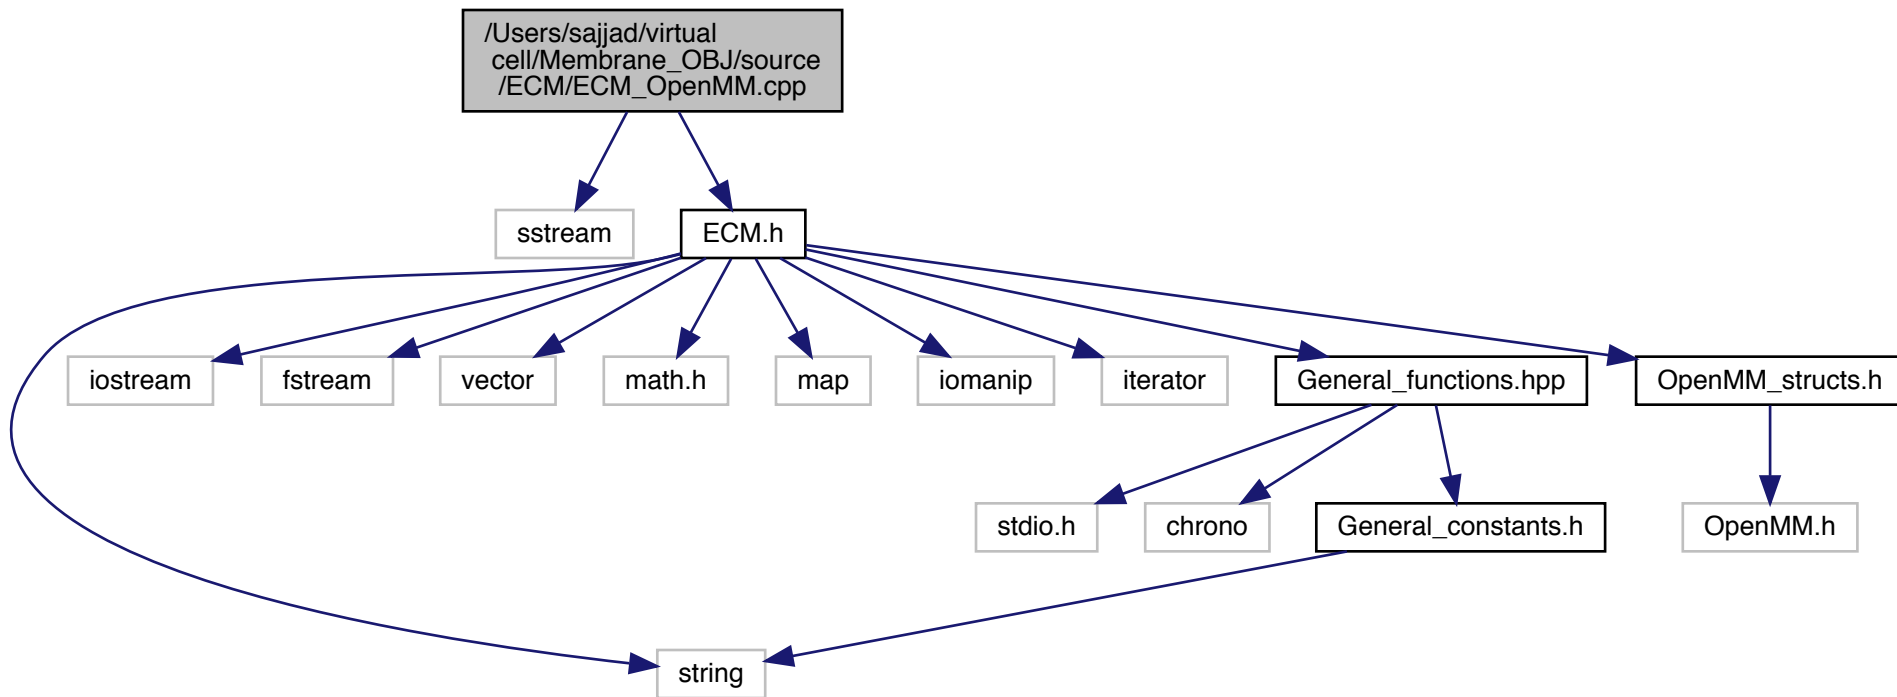 /Users/sajjad/virtual
cell/Membrane_OBJ/source
/ECM/ECM_OpenMM.cpp
sstream
ECM.h
iostream
fstream
vector
math.h
map
iomanip
iterator
General_functions.hpp
OpenMM_structs.h
stdio.h
chrono
General_constants.h
OpenMM.h
string